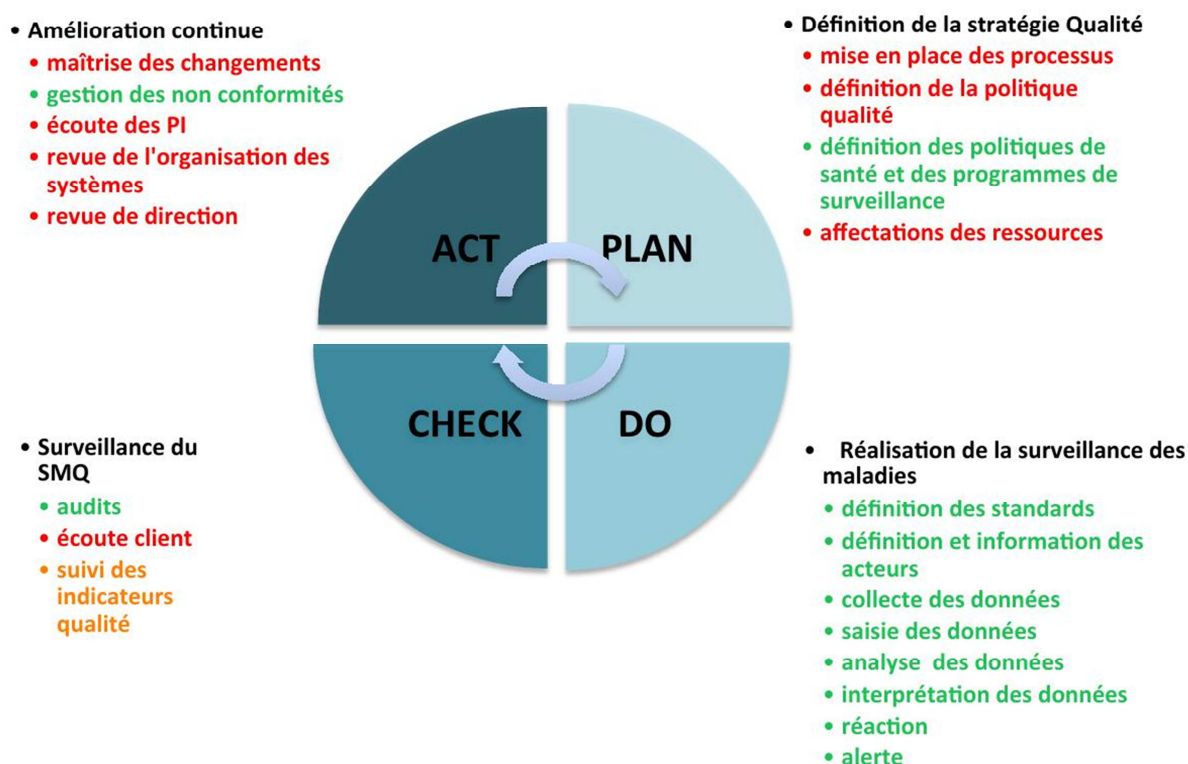 • Amélioration continue
• maîtrise des changements
• gestion des non conformités
• écoute des PI
• revue de l'organisation des
systèmes
• revue de direction
• Définition de la stratégie Qualité
• mise en place des processus
• définition de la politique
qualité
• définition des politiques de
santé et des programmes de
surveillance
• affectations des ressources
ACT
PLAN
CHECK
DO
• Surveillance du
SMQ
• audits
• écoute client
• suivi des
indicateurs
qualité
• Réalisation de la surveillance des
maladies
• définition des standards
• définition et information des
acteurs
• collecte des données
• saisie des données
• analyse des données
• interprétation des données
• réaction
• alerte